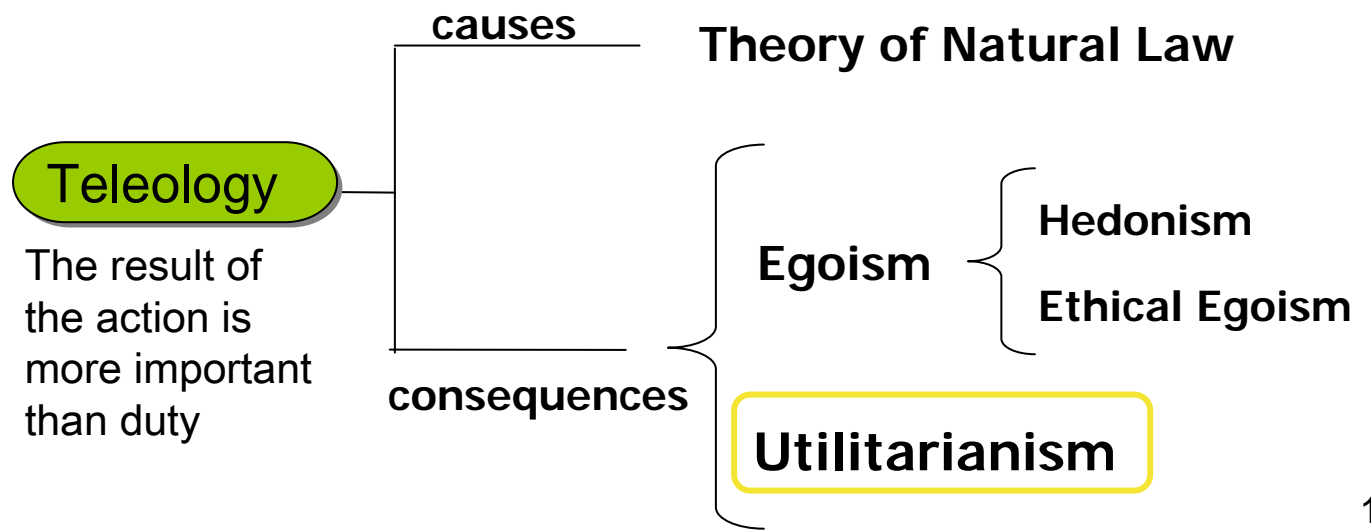 causes
Theory of Natural Law
Teleology
The result of
the action is
more important
than duty
consequences
Egoism
Hedonism
Ethical Egoism
Utilitarianism
1